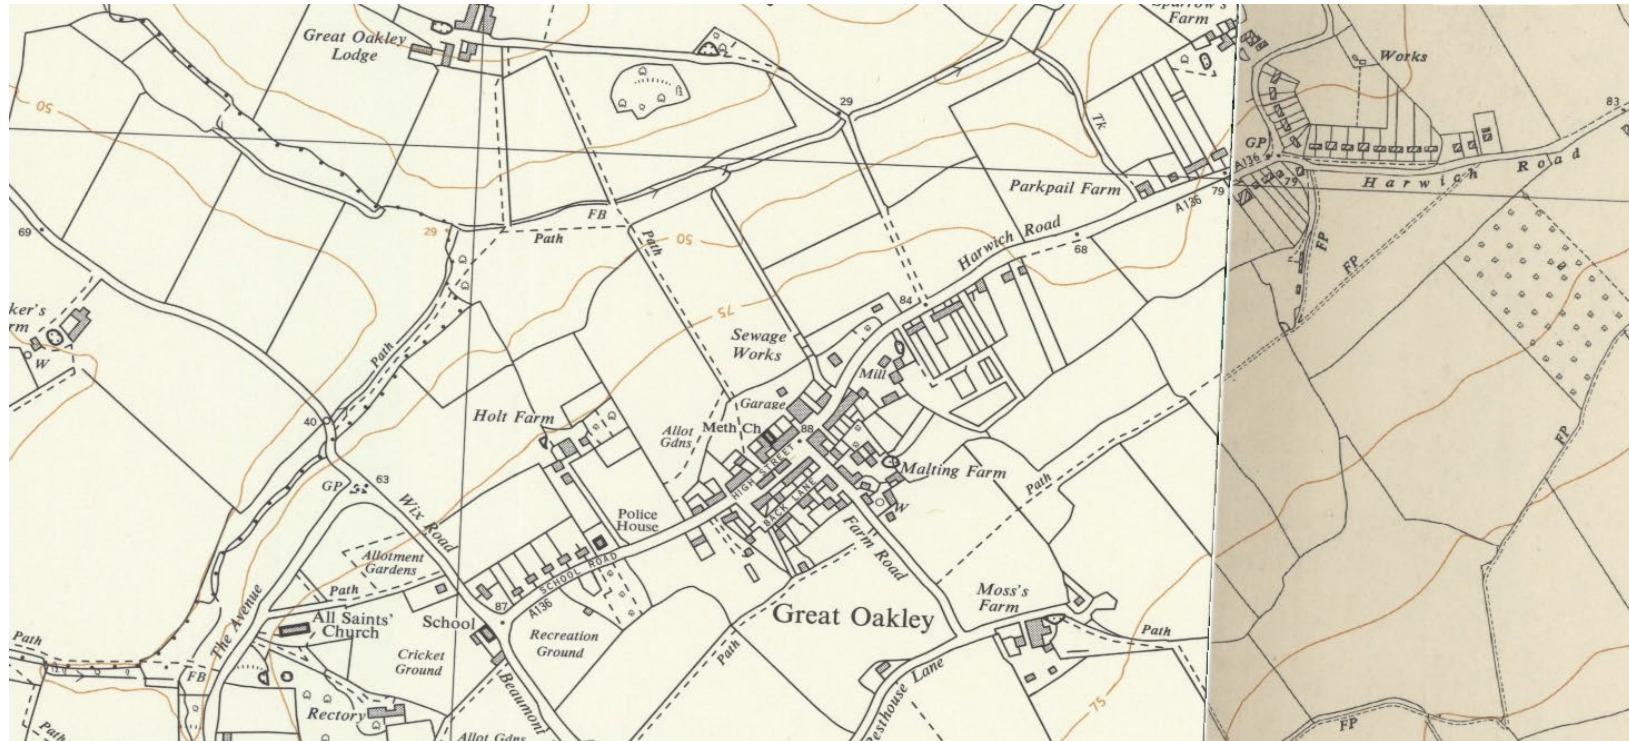 Sparrow's
Farm
Great Oakley
Lodge
Works
50
29
83
Tk
GP
A136
Harwich Road
79
79
Parkpail Farm
A136
FB
69
29
Path
Path
50
Harwich Road
68
FP
FP
75
84
ker's
rm
W
Sewage
Works
Path
Mill
Garage
Holt Farm
40
Allot
Gdns
Meth Ch
88
HIGH STREET
Malting Farm
FP
BACK LANE
W
Path
GP
63
Wix Road
Police
House
Farm Road
Allotment
Gardens
SCHOOL ROAD
Path
A136
87
Moss's
Farm
Great Oakley
The Avenue
All Saints'
Church
School
Recreation
Ground
Path
Path
Path
Cricket
Ground
FB
Beaumont
Pesthouse Lane
75
Rectory
FP
Path
Allot Gdns